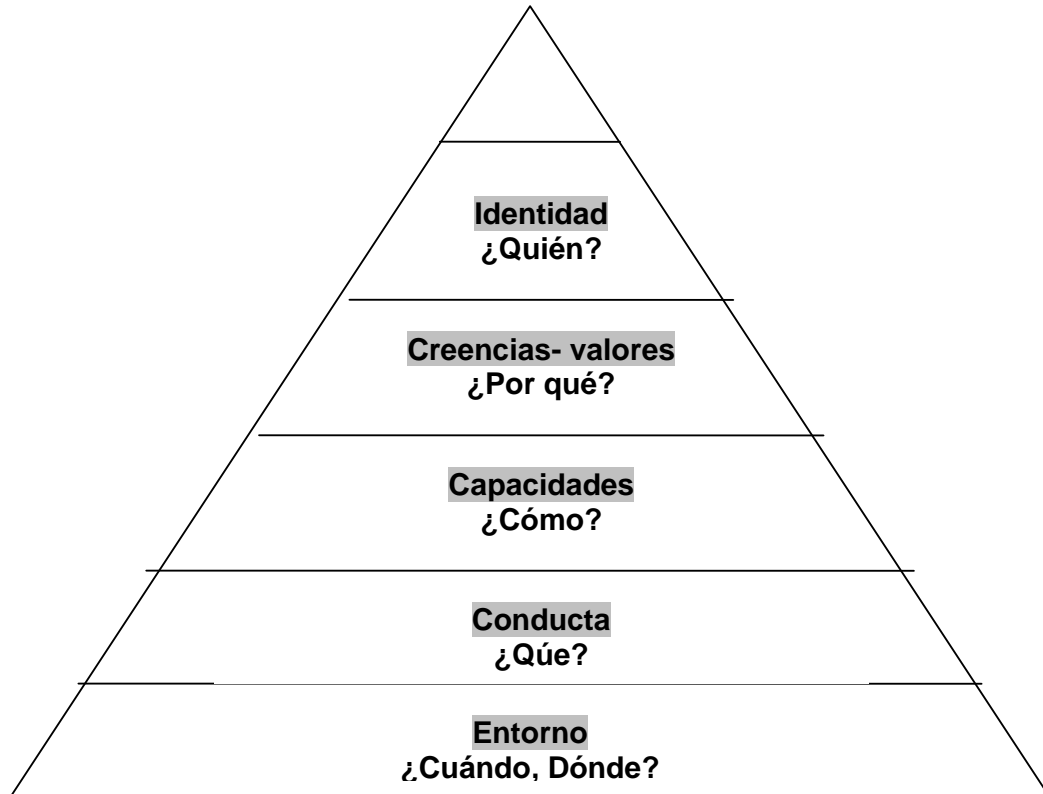 Identidad
¿Quién?
Creencias- valores
¿Por qué?
Capacidades
¿Cómo?
Conducta
¿Qúe?
Entorno
¿Cuándo, Dónde?